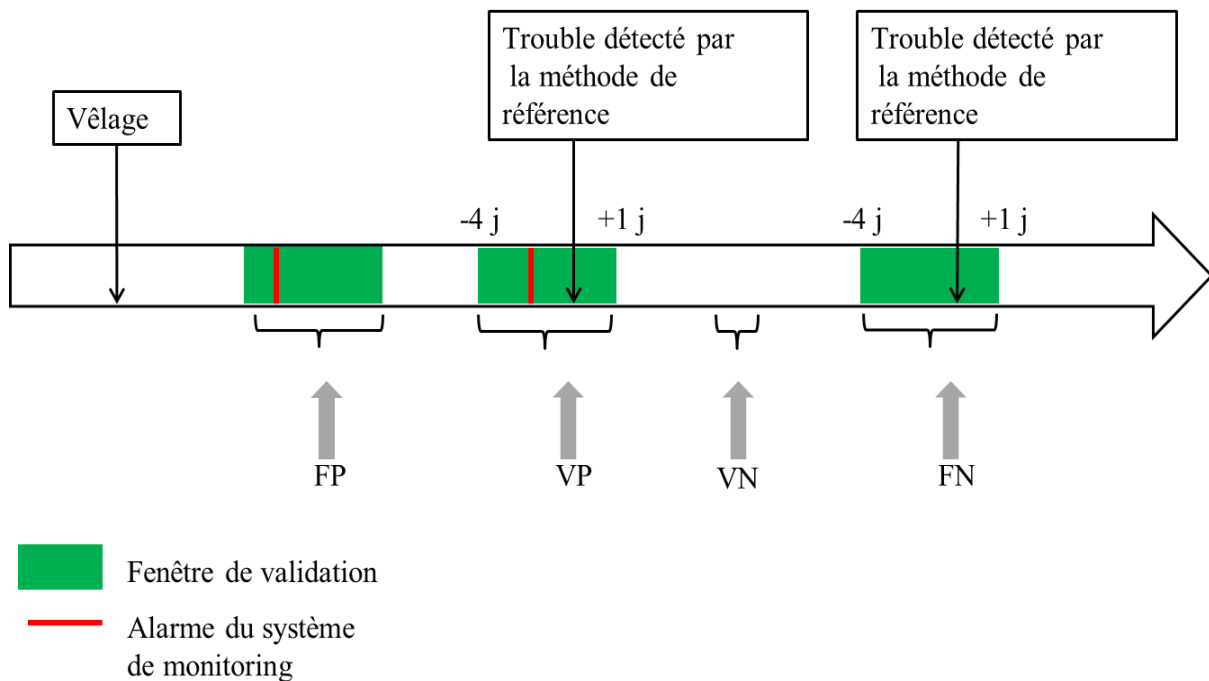 Trouble détecté par
la méthode de
référence
Trouble détecté par
la méthode de
référence
Vêlage
-4 j
+1 j
-4 j
+1 j
FP
VP
VN
FN
Fenêtre de validation
Alarme du système
de monitoring